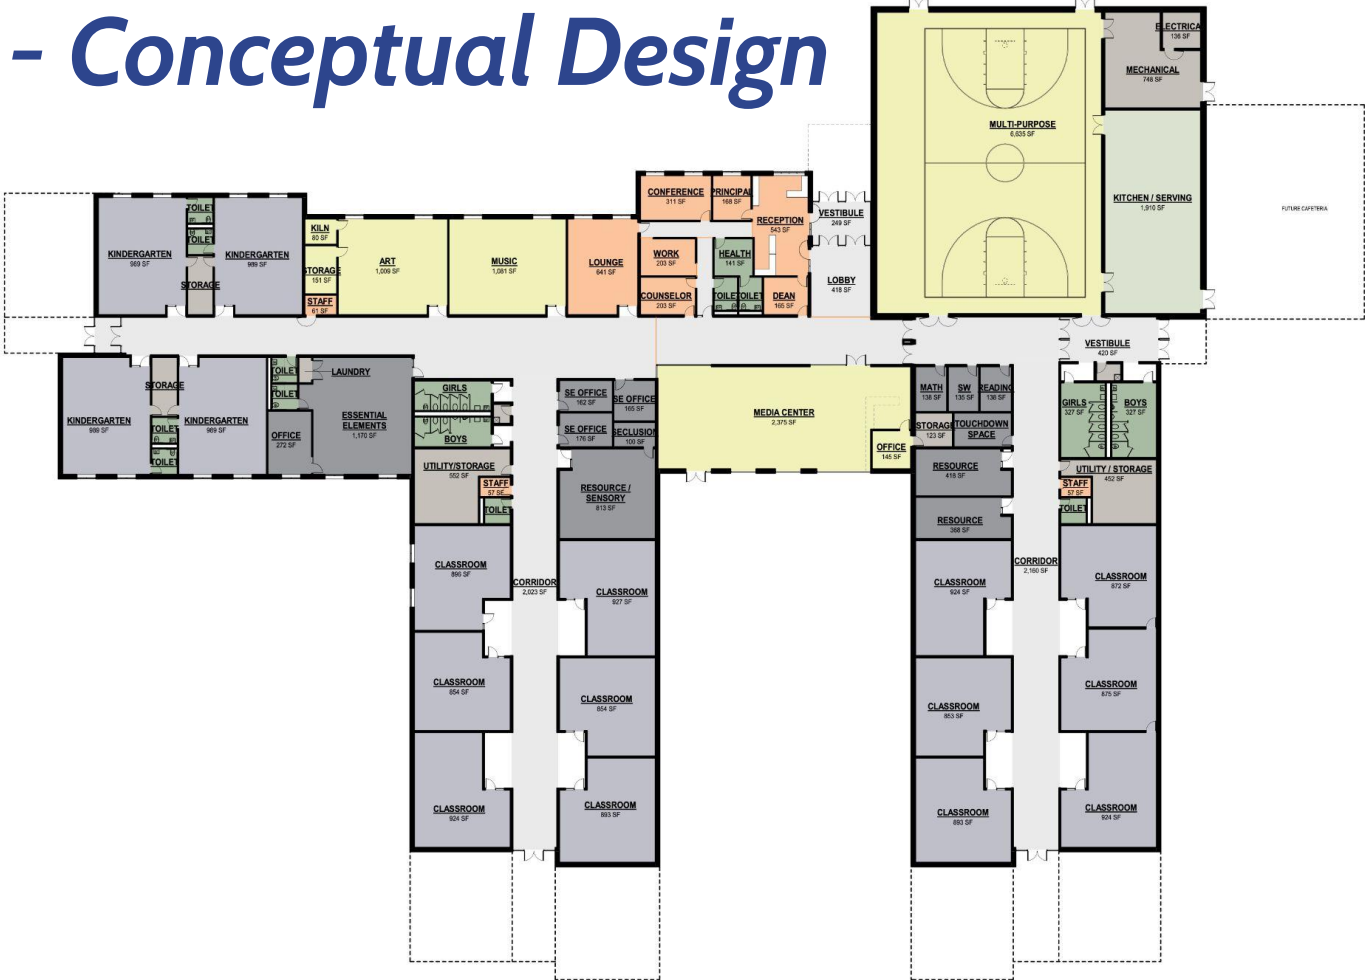 - Conceptual Design
ELECTRICAL
136 SF
MECHANICAL
748 SF
MULTI-PURPOSE
6,635 SF
KITCHEN / SERVING
1,910 SF
FUTURE CAFETERIA
CONFERENCE
311 SF
PRINCIPAL
168 SF
RECEPTION
543 SF
VESTIBULE
249 SF
LOBBY
418 SF
WORK
203 SF
HEALTH
141 SF
COUNSELOR
203 SF
TOILET
TOILET
DEAN
165 SF
KINDERGARTEN
989 SF
TOILET
TOILET
STORAGE
KINDERGARTEN
989 SF
KILN
80 SF
STORAGE
151 SF
STAFF
61 SF
ART
1,009 SF
MUSIC
1,081 SF
LOUNGE
641 SF
VESTIBULE
420 SF
KINDERGARTEN
989 SF
STORAGE
TOILET
TOILET
KINDERGARTEN
989 SF
TOILET
TOILET
OFFICE
272 SF
LAUNDRY
ESSENTIAL
ELEMENTS
1,170 SF
GIRLS
BOYS
UTILITY/STORAGE
552 SF
STAFF
57 SF
TOILET
SE OFFICE
162 SF
SE OFFICE
165 SF
SE OFFICE
176 SF
SECLUSION
100 SF
RESOURCE /
SENSORY
813 SF
MEDIA CENTER
2,375 SF
OFFICE
145 SF
MATH
138 SF
SW
135 SF
READING
136 SF
STORAGE
123 SF
TOUCHDOWN
SPACE
RESOURCE
418 SF
RESOURCE
368 SF
GIRLS
327 SF
BOYS
327 SF
UTILITY / STORAGE
452 SF
STAFF
57 SF
TOILET
CLASSROOM
896 SF
CORRIDOR
2,023 SF
CLASSROOM
927 SF
CLASSROOM
854 SF
CLASSROOM
854 SF
CLASSROOM
924 SF
CLASSROOM
893 SF
CLASSROOM
924 SF
CORRIDOR
2,160 SF
CLASSROOM
872 SF
CLASSROOM
853 SF
CLASSROOM
875 SF
CLASSROOM
893 SF
CLASSROOM
924 SF